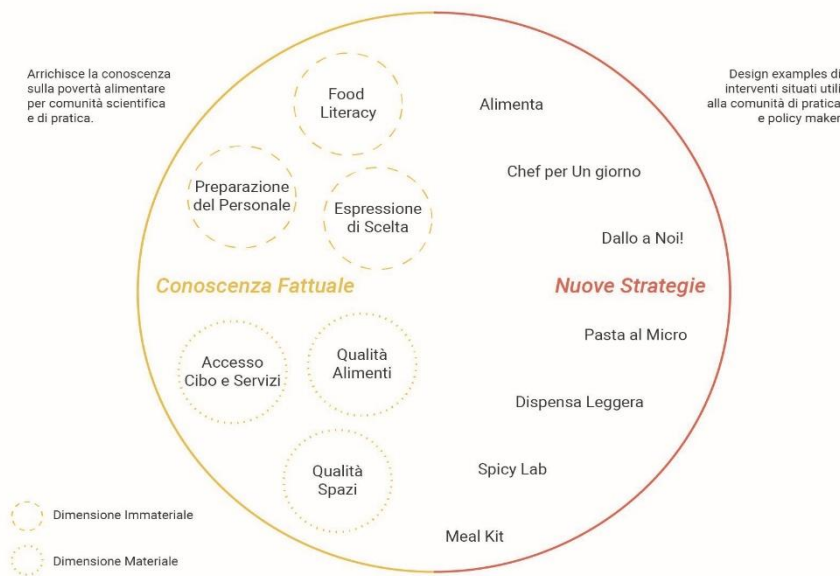 Arrichisce la conoscenza
sulla povertà alimentare
per comunità scientifica
e di pratica.
Design examples di
interventi situati utili
alla comunità di pratica
e policy maker
Food
Literacy
Preparazione
del Personale
Espressione
di Scelta
Conoscenza Fattuale
Accesso
Cibo e Servizi
Qualità
Alimenti
Qualità
Spazi
Alimenta
Chef per Un giorno
Dallo a Noi!
Nuove Strategie
Pasta al Micro
Dispensa Leggera
Spicy Lab
Meal Kit
Dimensione Immateriale
Dimensione Materiale